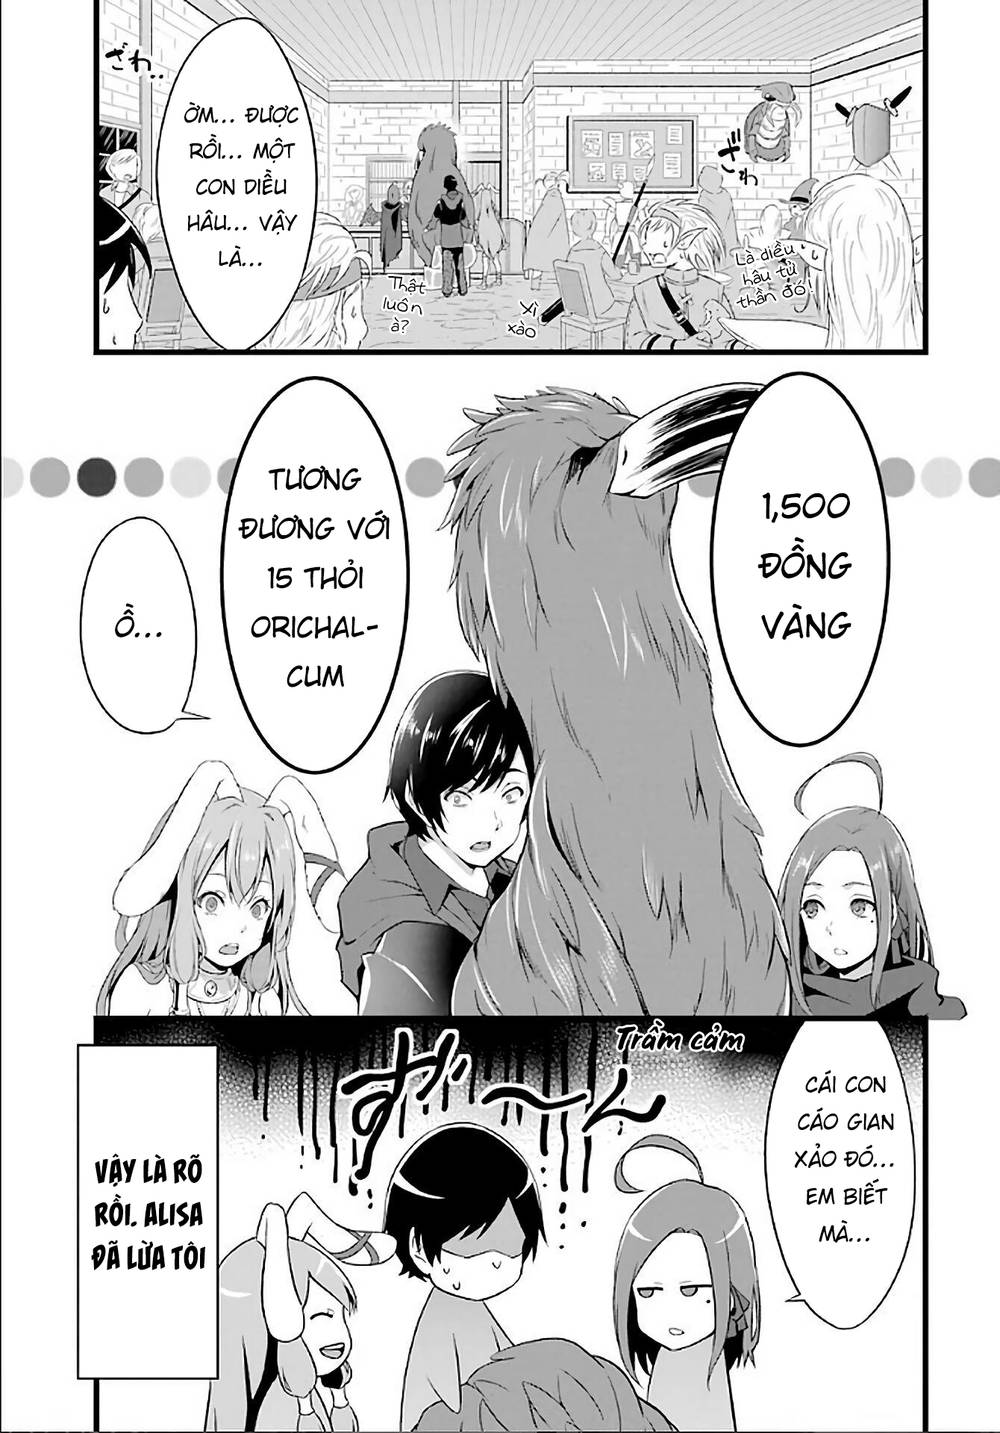 ざわ..
ỜM... ĐƯỢC
RỒI... MỘT
CON DIỀU
HÂU... VẬY
LÀ...
ざわ
Là diều
hâu tử
thần đó!
Thật
luôn
à?
Xì
xào
1,500
ĐỒNG
VÀNG
TƯƠNG
ĐƯƠNG VỚI
15 THỎI
ORICHAL-
CUM
Ồ...
Trầm cảm
ず〜ん
CÁI CON
CÁO GIAN
XẢO ĐÓ...
EM BIẾT
MÀ...
VẬY LÀ RÕ
RỒI. ALISA
ĐÃ LỪA TÔI